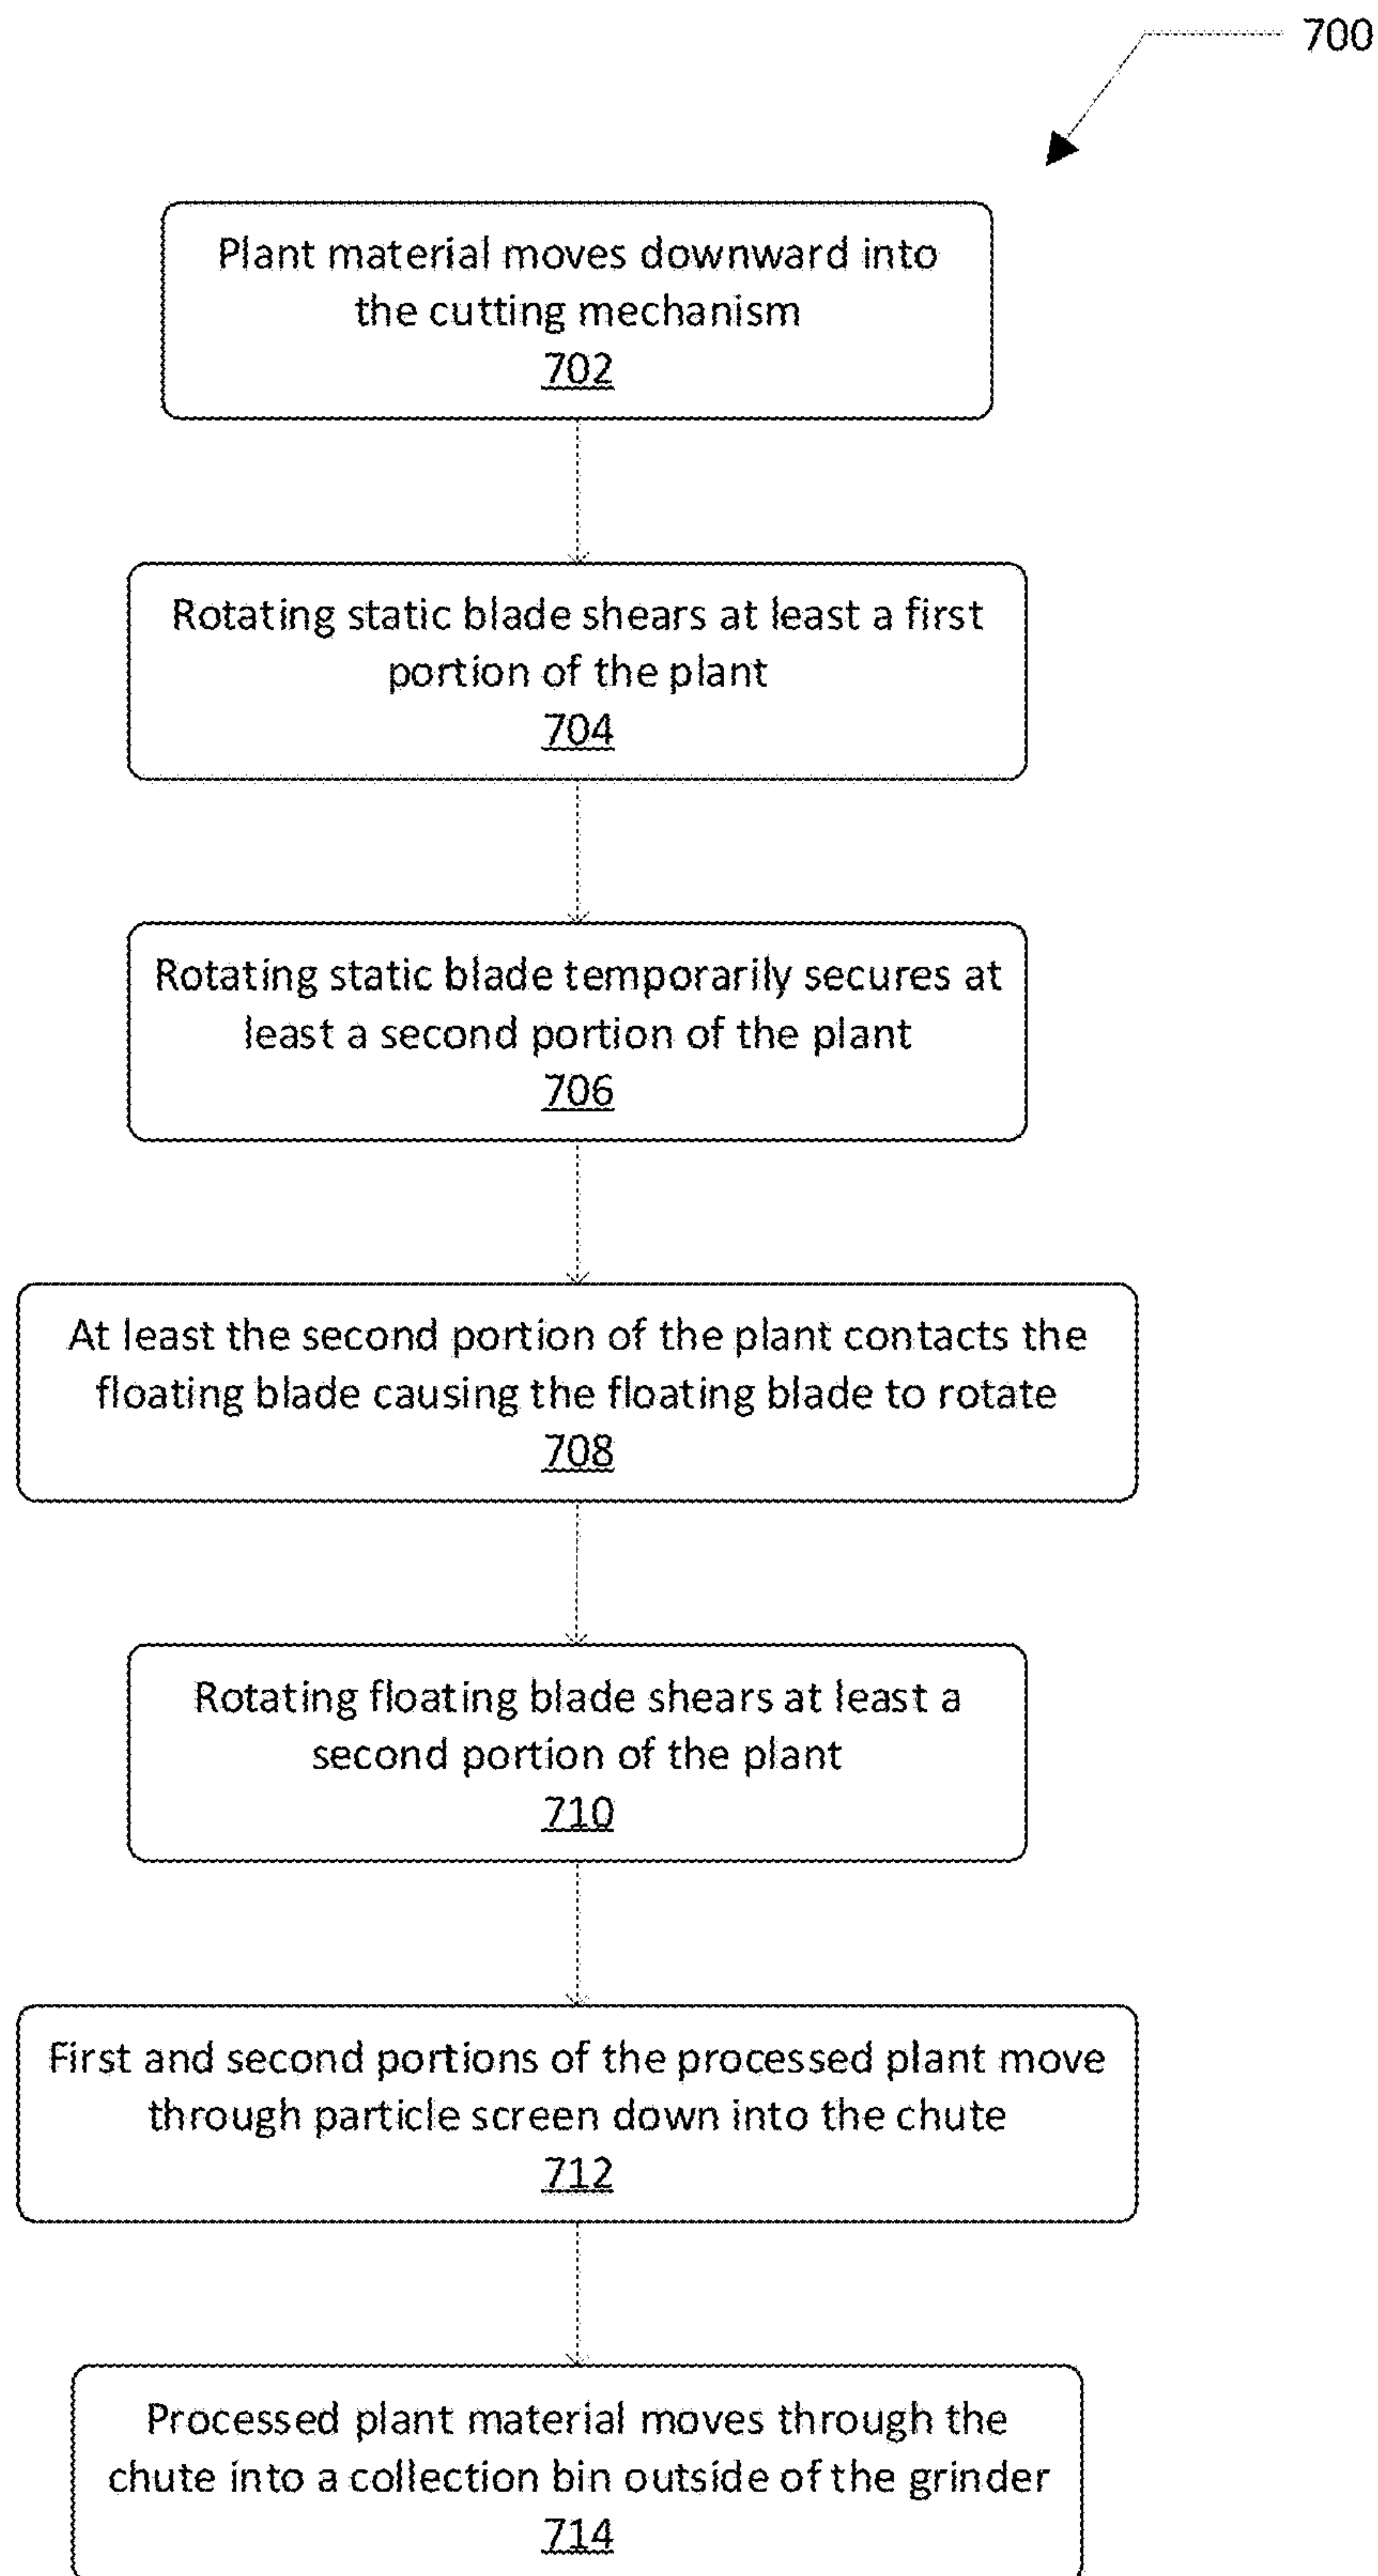 700
Plant material moves downward into
the cutting mechanism
702
Rotating static blade shears at least a first
portion of the plant
704
Rotating static blade temporarily secures at
least a second portion of the plant
706
At least the second portion of the plant contacts the
floating blade causing the floating blade to rotate
708
Rotating floating blade shears at least a
second portion of the plant
710
First and second portions of the processed plant move
through particle screen down into the chute
712
Processed plant material moves through the
chute into a collection bin outside of the grinder
714